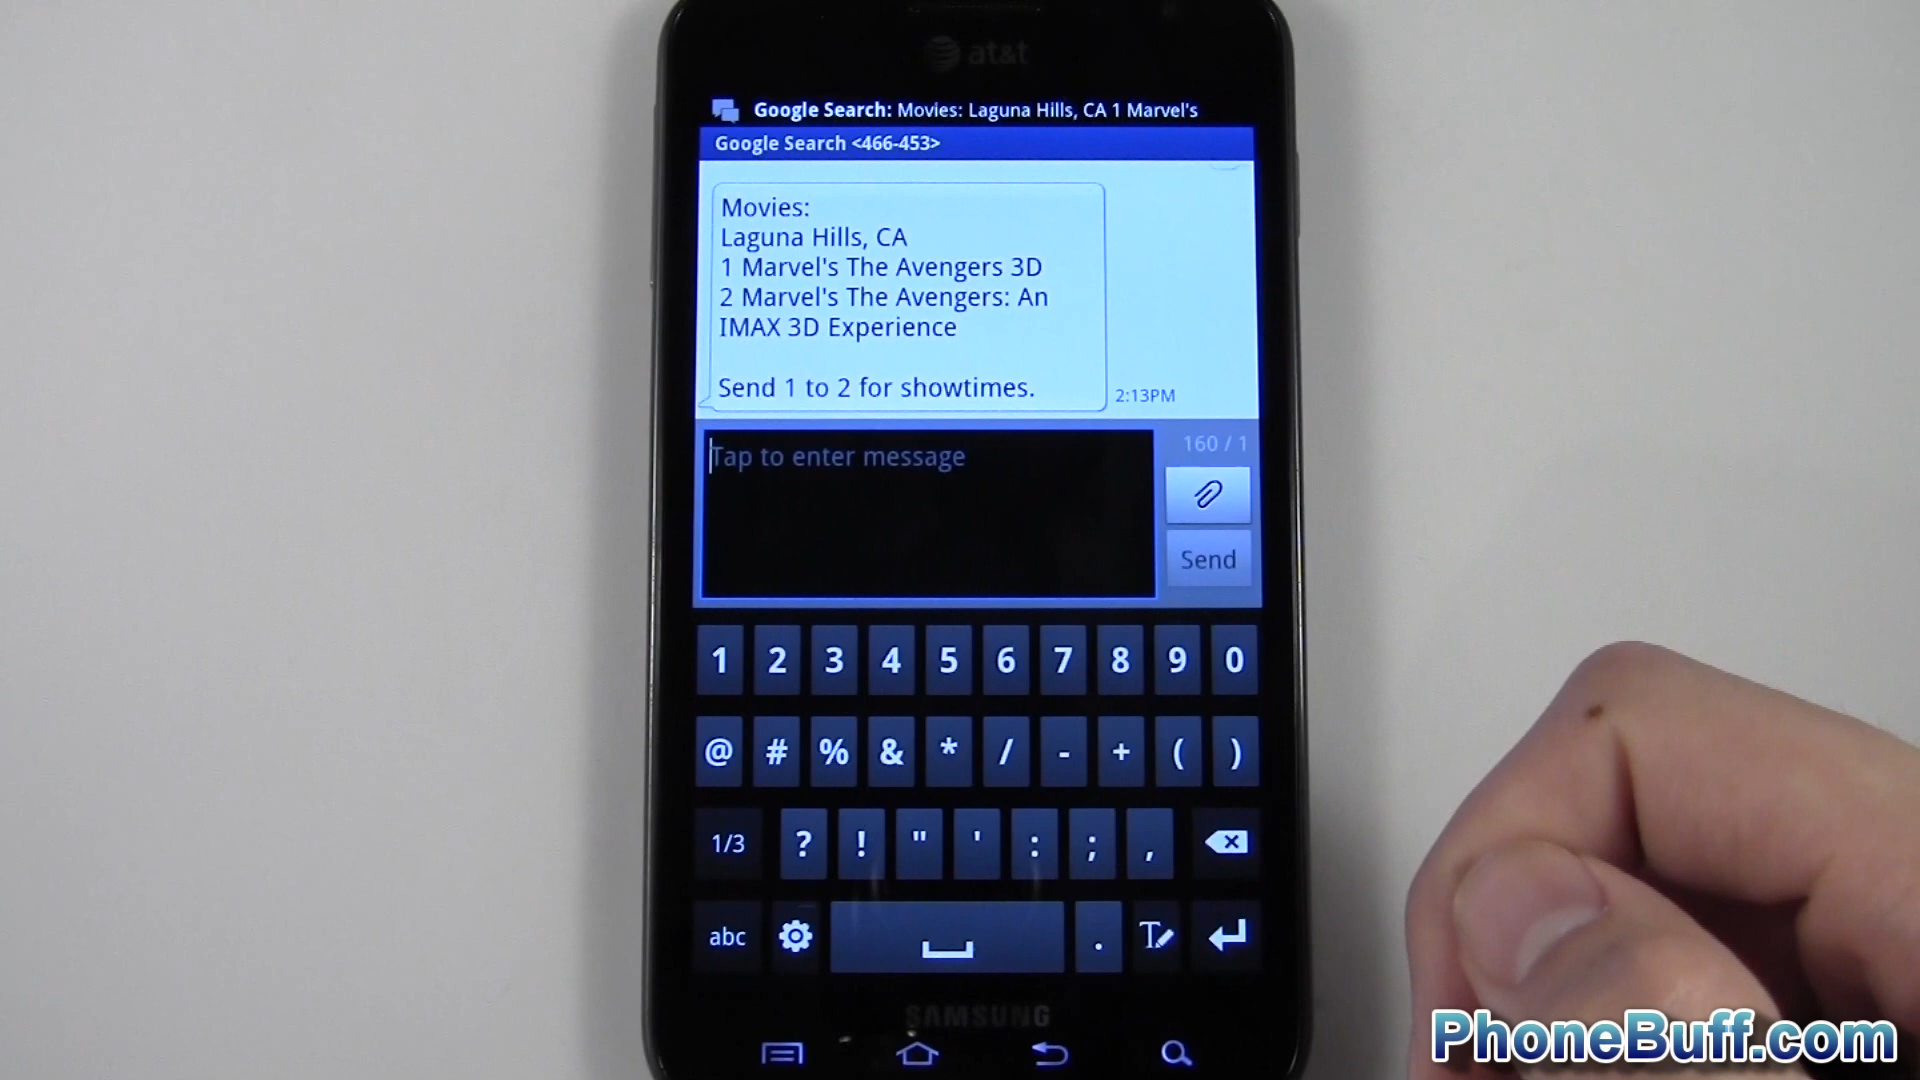 at&t
Google Search: Movies: Laguna Hills, CA 1 Marvel's
Google Search <466-453>
Movies:
Laguna Hills, CA
1 Marvel's The Avengers 3D
2 Marvel's The Avengers: An
IMAX 3D Experience
Send 1 to 2 for showtimes.
2:13PM
Tap to enter message
160 / 1
Send
1 2 3 4 5 6 7 8 9 0
@ # % & * / - + ( )
1/3 ? ! " ' : ; ,
abc . T
SAMSUNG
PhoneBuff.com